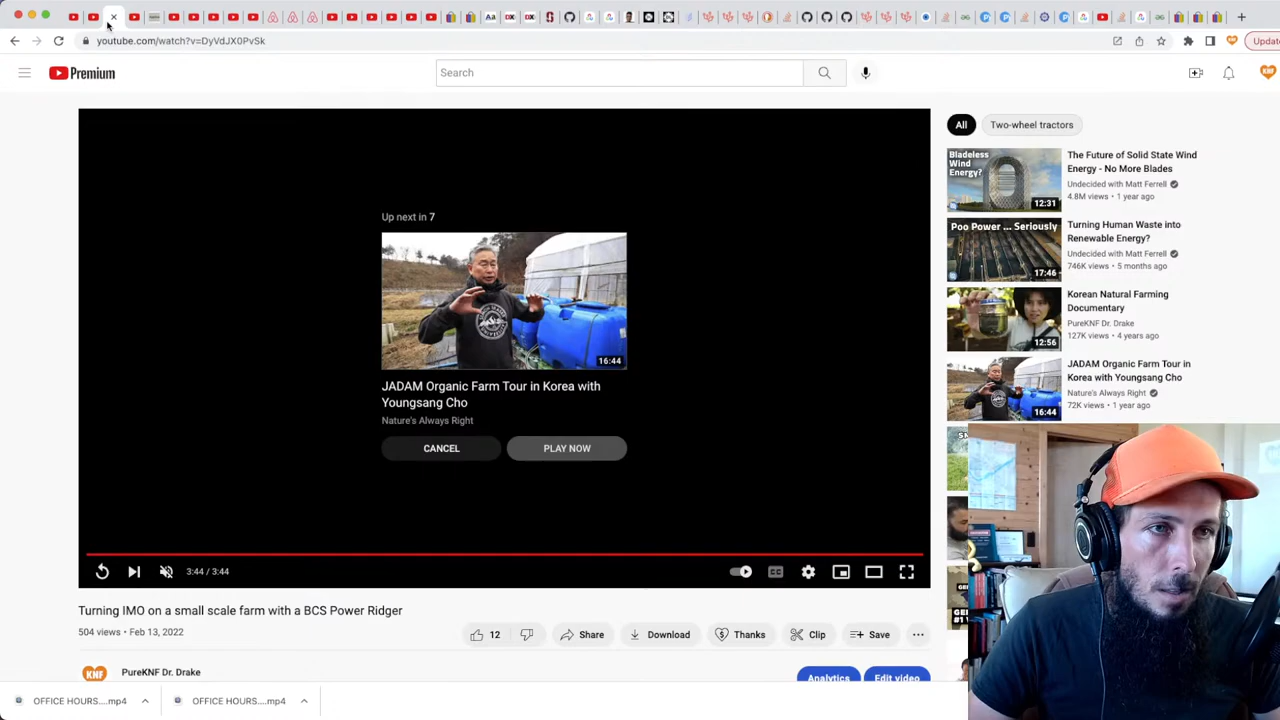 youtube.com/watch?v=DyVdJX0PvSk
Update
Premium
Search
KNF
All
Two-wheel tractors
Up next in 7
16:44
JADAM Organic Farm Tour in Korea with
Youngsang Cho
Nature's Always Right
CANCEL
PLAY NOW
3:44 / 3:44
CC
Turning IMO on a small scale farm with a BCS Power Ridger
504 views • Feb 13, 2022
12
Share
Download
Thanks
Clip
Save
KNF
PureKNF Dr. Drake
Analytics
Edit video
Bladeless
Wind
Energy?
12:31
The Future of Solid State Wind
Energy - No More Blades
Undecided with Matt Ferrell
4.8M views • 1 year ago
Poo Power ... Seriously
17:46
Turning Human Waste into
Renewable Energy?
Undecided with Matt Ferrell
746K views • 5 months ago
12:56
Korean Natural Farming
Documentary
PureKNF Dr. Drake
127K views • 4 years ago
16:44
JADAM Organic Farm Tour in Korea with
Youngsang Cho
Nature's Always Right
72K views • 1 year ago
OFFICE HOURS....mp4
OFFICE HOURS....mp4